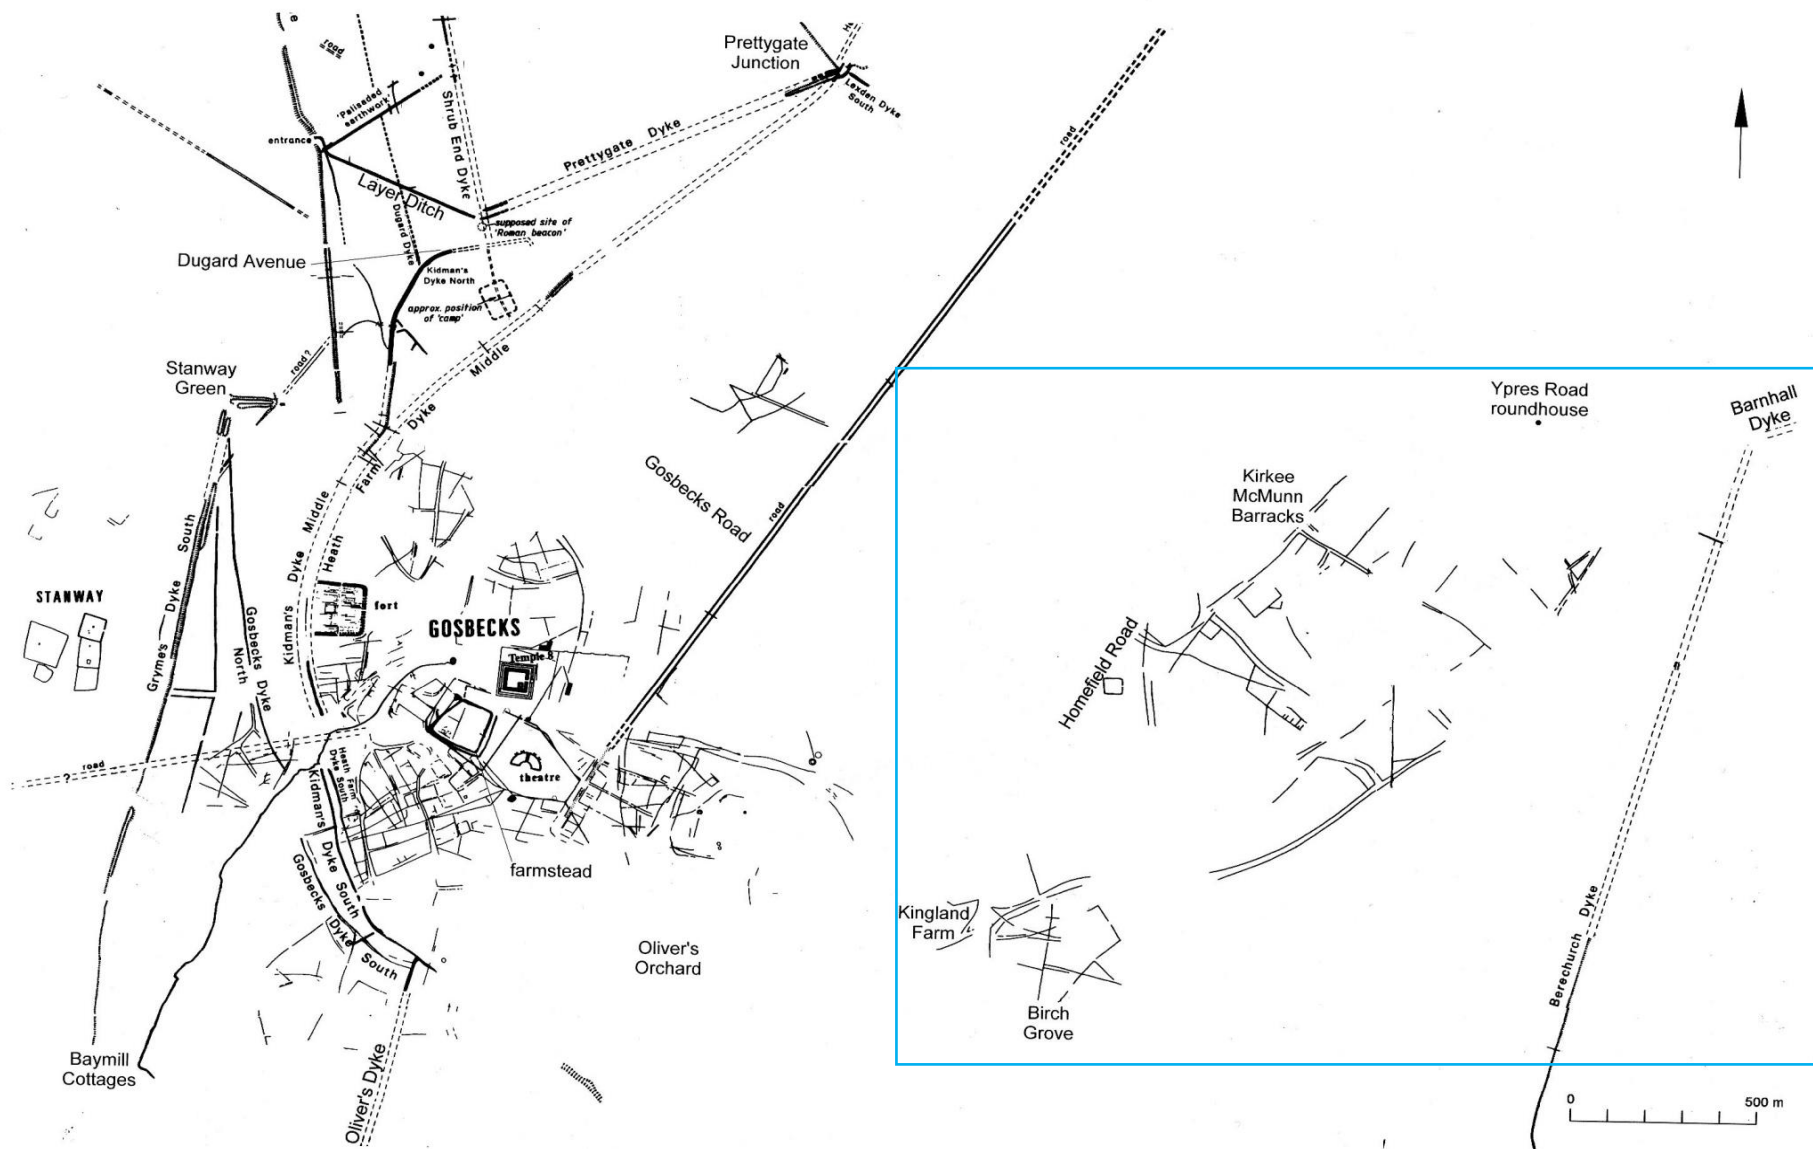 e
road
Prettygate
Junction
'Palisaded
earthwork'
Shrub End Dyke
Lexden Dyke
South
entrance
Prettygate Dyke
road
Layer Ditch
Dugard Dyke
supposed site of
'Roman beacon'
Dugard Avenue
Kidman's
Dyke North
approx. position
of 'camp'
road?
Middle
Stanway
Green
Dyke
Ypres Road
roundhouse
Barnhall
Dyke
Farm
Gosbecks Road
Kirkee
McMunn
Barracks
Middle
Heath
road
Gryme's Dyke South
Kidman's Dyke
STANWAY
fort
Gosbecks Dyke
North
GOSBECKS
Temple 8
Homefield Road
? road
Heath Farm
Dyke South
theatre
Kidman's Dyke South
Gosbecks Dyke South
farmstead
Berechurch Dyke
Kingland
Farm
Oliver's
Orchard
Birch
Grove
Baymill
Cottages
Oliver's Dyke
0 500 m